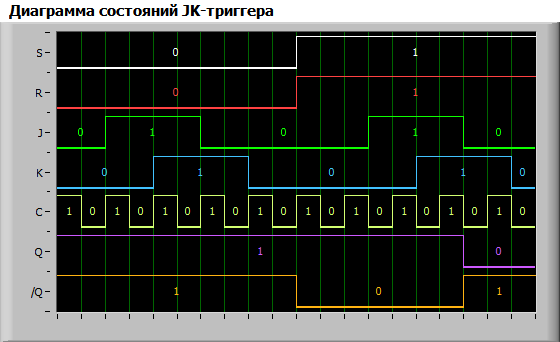 Диаграмма состояний JK-триггера
S 0 1
R 0 1
J 0 1 0 1 0
K 0 1 0 1 0
C 1 0 1 0 1 0 1 0 1 0 1 0 1 0 1 0 1 0 1 0
Q 1 0
/Q 1 0 1